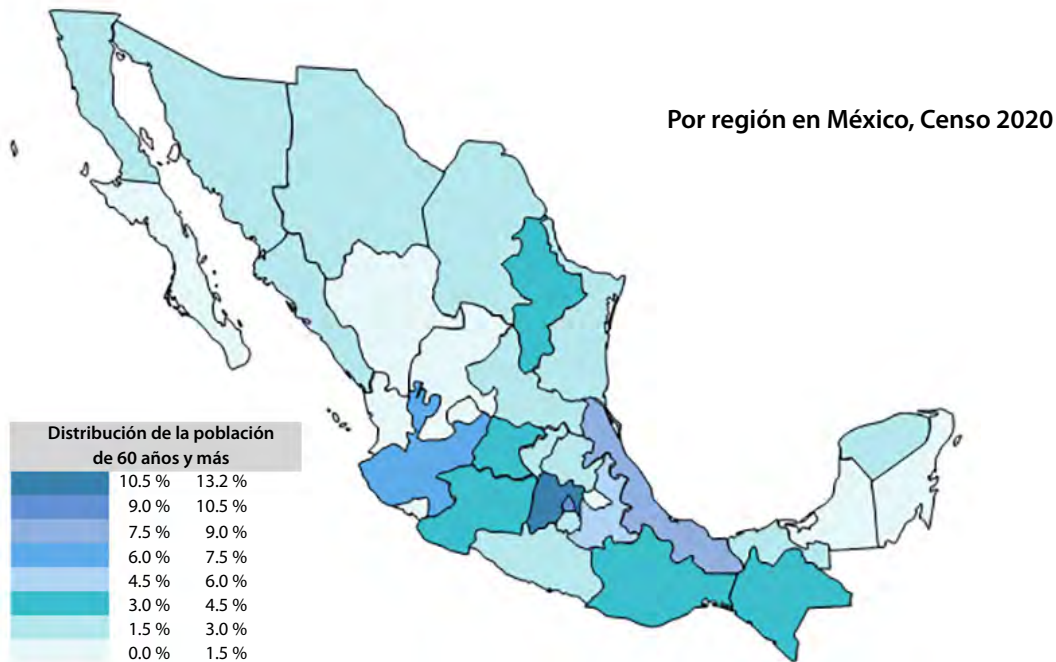 Por región en México, Censo 2020
Distribución de la población
de 60 años y más
10.5 % 13.2 %
9.0 % 10.5 %
7.5 % 9.0 %
6.0 % 7.5 %
4.5 % 6.0 %
3.0 % 4.5 %
1.5 % 3.0 %
0.0 % 1.5 %